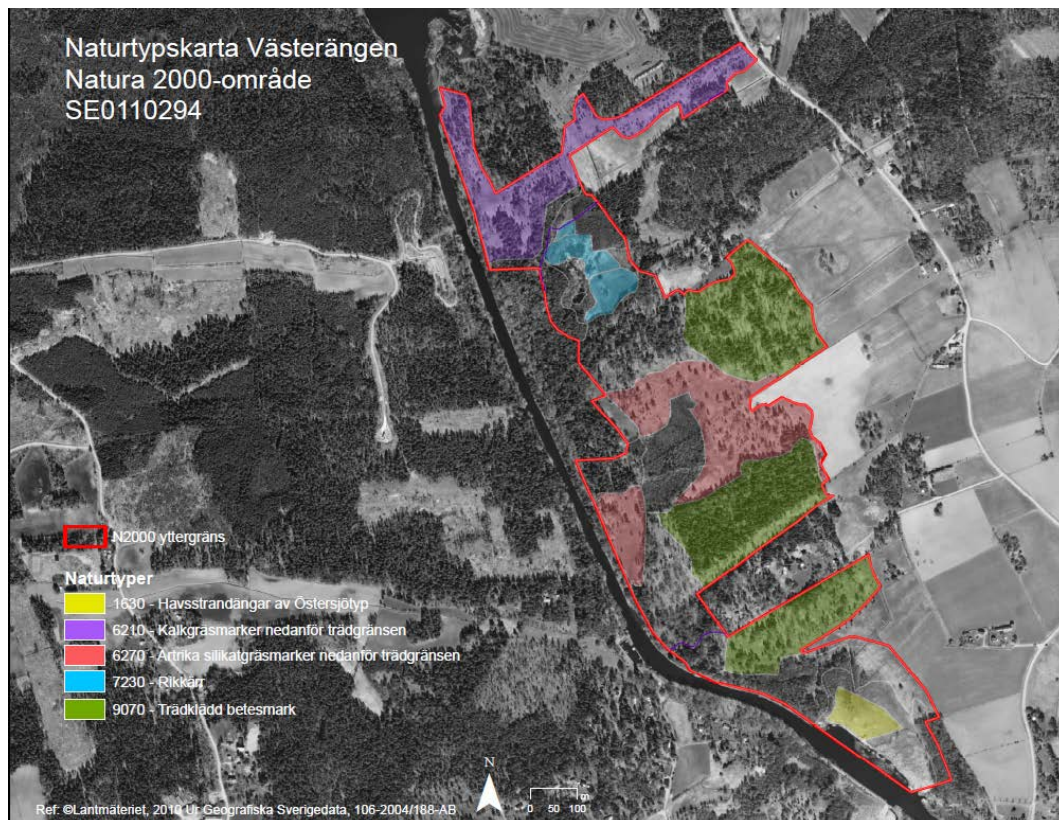 Naturtypskarta Västerängen
Natura 2000-område
SE0110294
N2000 yttergräns
Naturtyper
1630 - Havsstrandängar av Östersjötyp
6210 - Kalkgräsmarker nedanför trädgränsen
6270 - Artrika silikatgräsmarker nedanför trädgränsen
7230 - Rikkärr
9070 - Trädklädd betesmark
N
0 50 100
m
Ref: ©Lantmäteriet, 2010 Ur Geografiska Sverigedata, 106-2004/188-AB